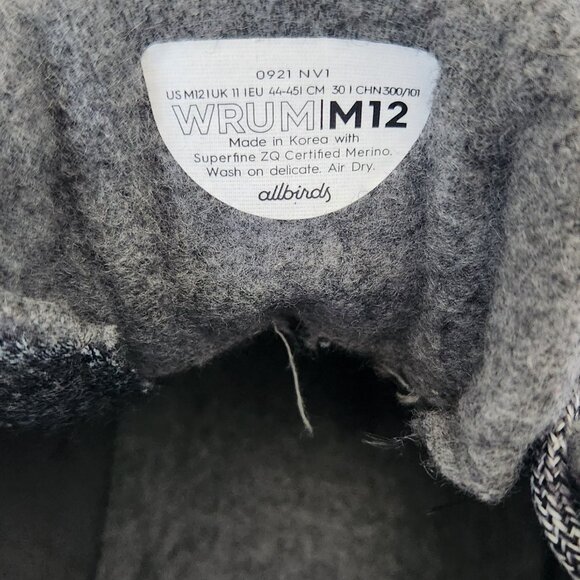 0921 NV1
US M12 | UK 11 | EU 44-45 | CM 30 | CHN 300/101
WRUM|M12
Made in Korea with
Superfine ZQ Certified Merino.
Wash on delicate. Air Dry.
allbirds